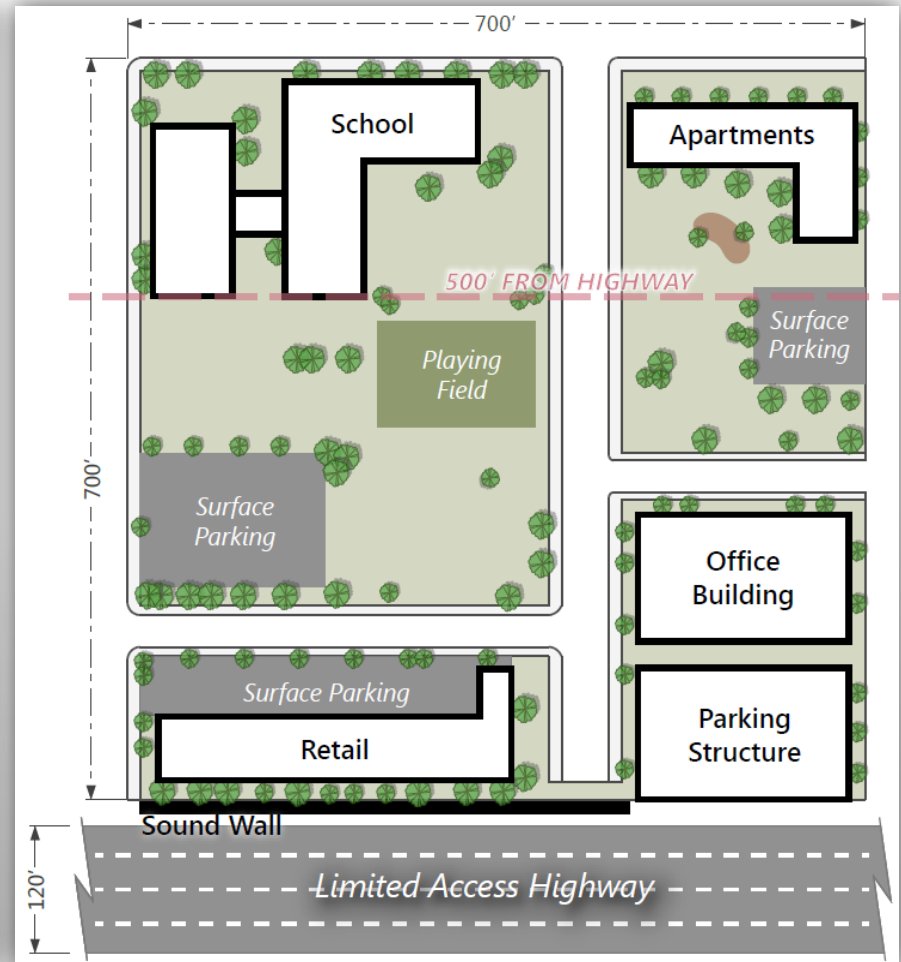 700’
School
Apartments
500’ FROM HIGHWAY
Surface
Parking
Playing
Field
700’
Surface
Parking
Office
Building
Surface Parking
Retail
Parking
Structure
Sound Wall
Limited Access Highway
120’